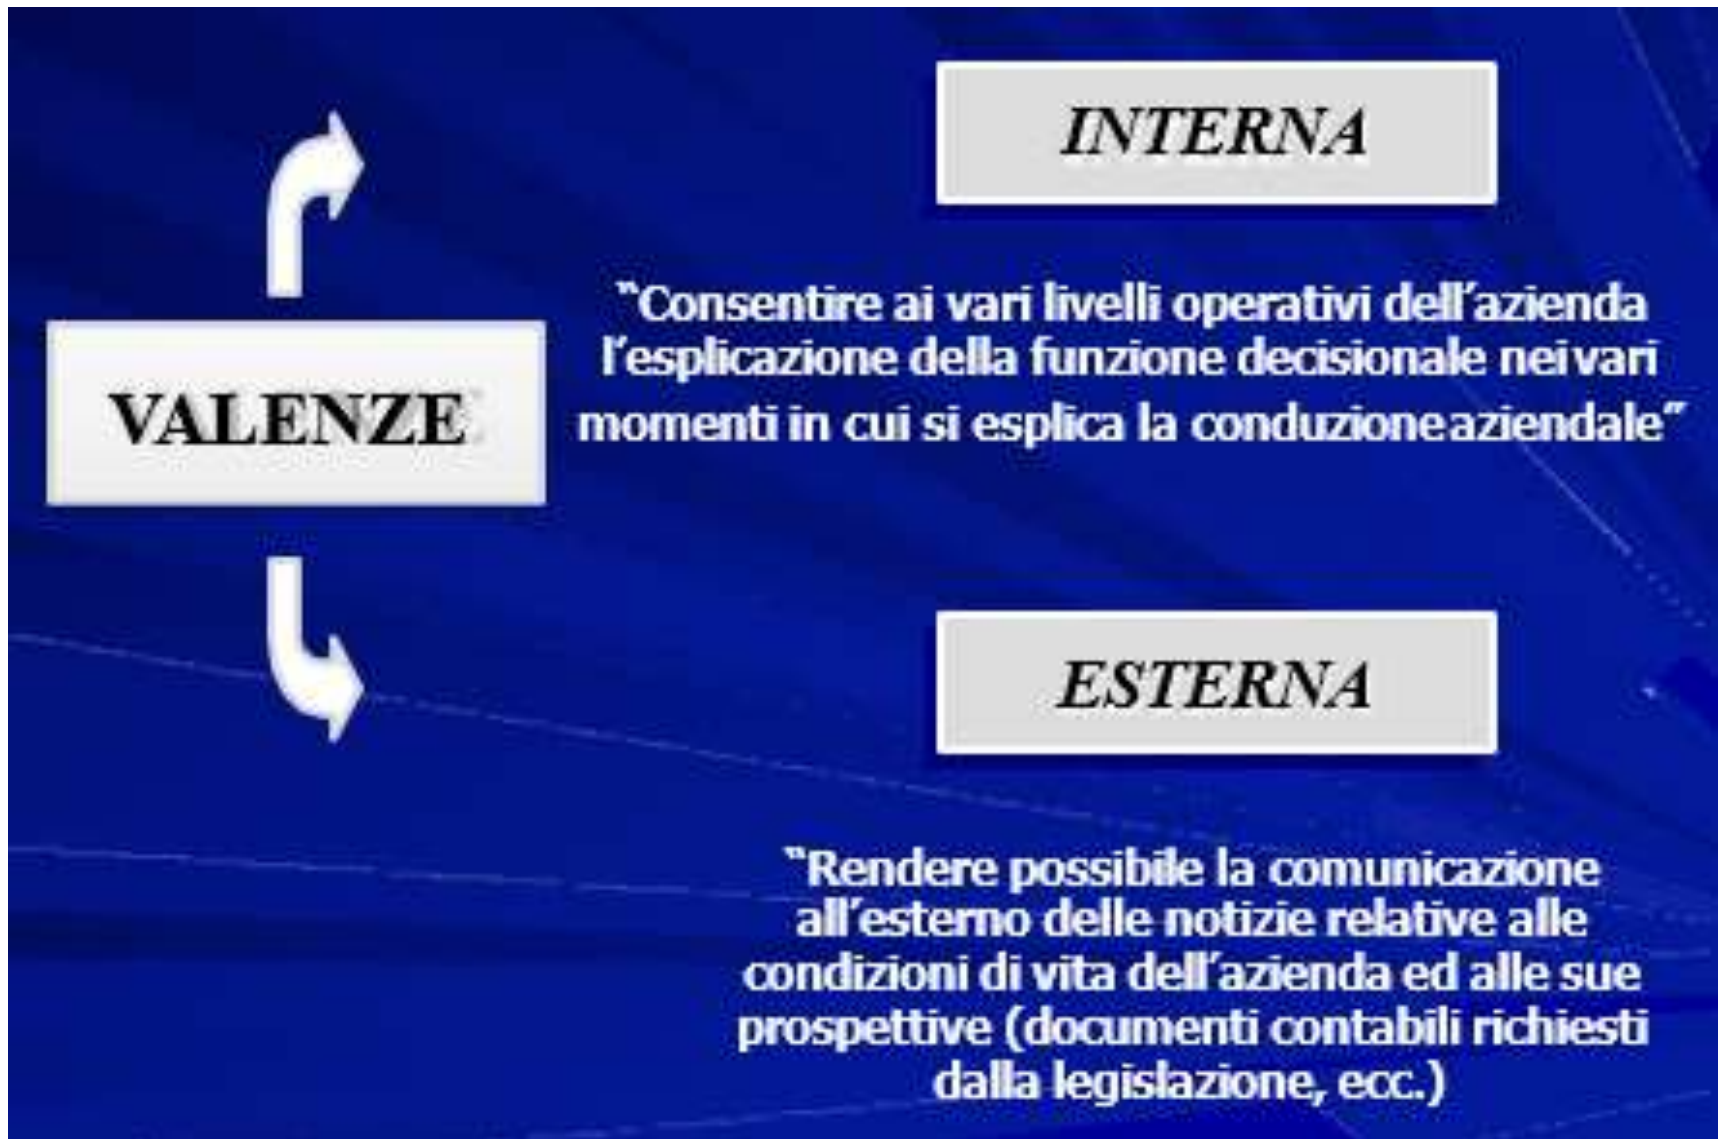 INTERNA
"Consentire ai vari livelli operativi dell'azienda
l'esplicazione della funzione decisionale nei vari
momenti in cui si esplica la conduzione aziendale"
VALENZE
ESTERNA
"Rendere possibile la comunicazione
all'esterno delle notizie relative alle
condizioni di vita dell'azienda ed alle sue
prospettive (documenti contabili richiesti
dalla legislazione, ecc.)